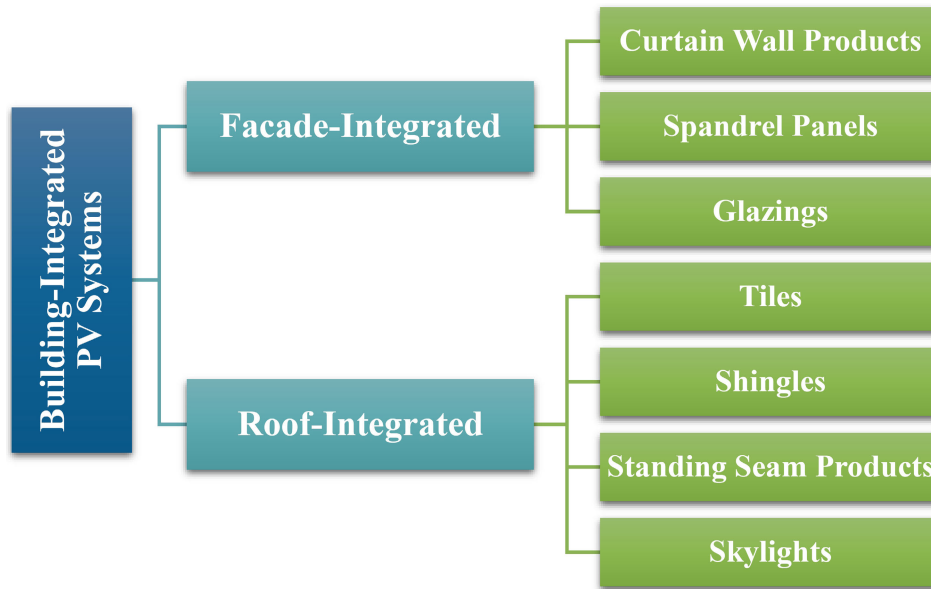 Building-Integrated
PV Systems
Facade-Integrated
Curtain Wall Products
Spandrel Panels
Glazings
Roof-Integrated
Tiles
Shingles
Standing Seam Products
Skylights